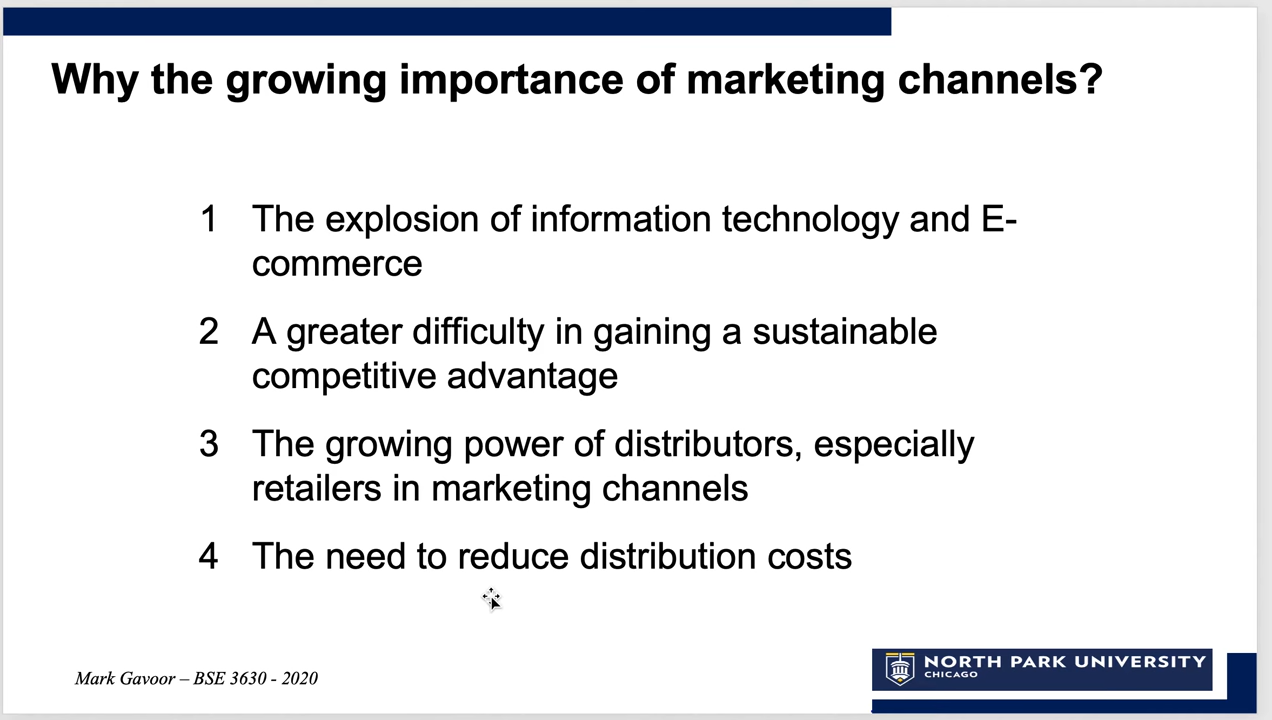 Why the growing importance of marketing channels?
1 The explosion of information technology and E-
commerce
2 A greater difficulty in gaining a sustainable
competitive advantage
3 The growing power of distributors, especially
retailers in marketing channels
4 The need to reduce distribution costs
Mark Gavoor – BSE 3630 - 2020
NORTH PARK UNIVERSITY
CHICAGO